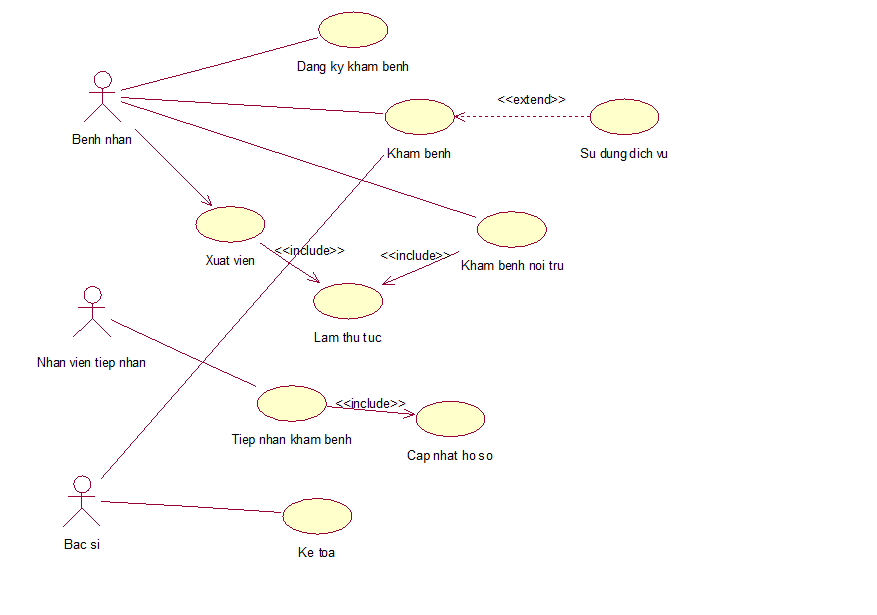 Dang ky kham benh
<<extend>>
Benh nhan
Kham benh
Su dung dich vu
<<include>>
<<include>>
Xuat vien
Kham benh noi tru
Lam thu tuc
Nhan vien tiep nhan
<<include>>
Tiep nhan kham benh
Cap nhat ho so
Bac si
Ke toa